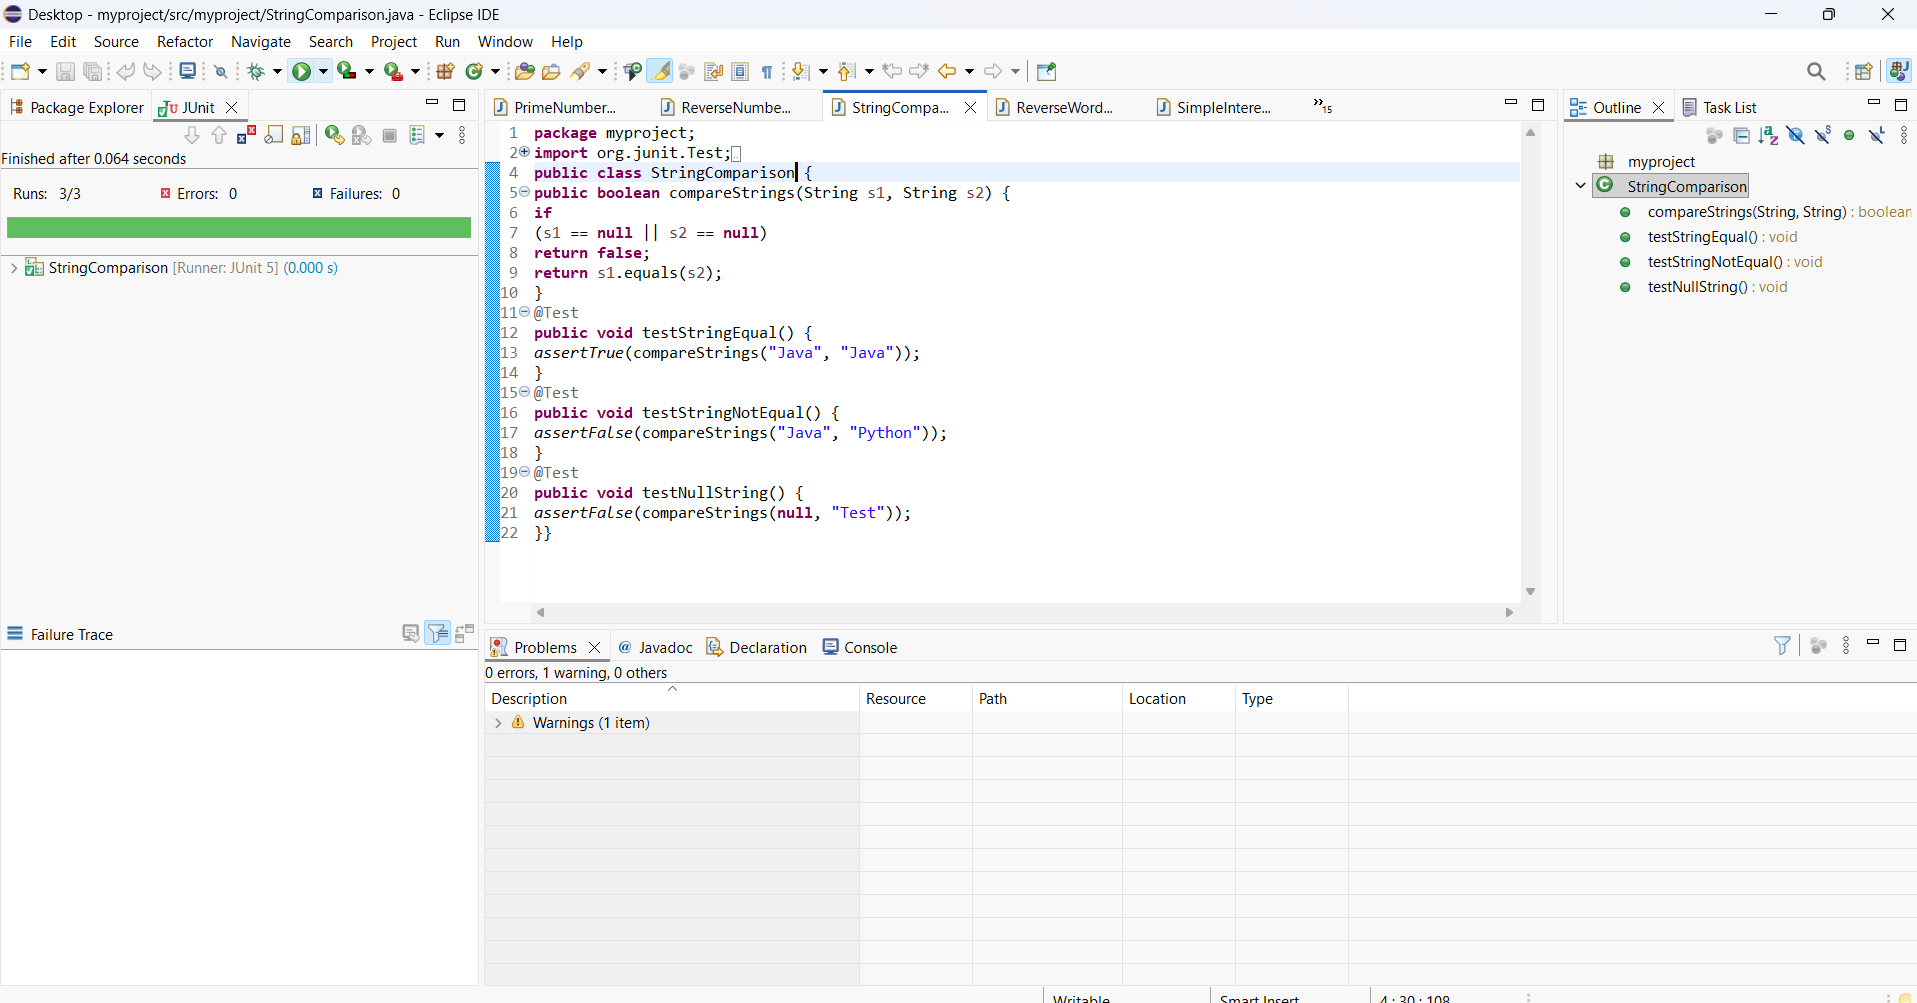 Desktop - myproject/src/myproject/StringComparison.java - Eclipse IDE
File Edit Source Refactor Navigate Search Project Run Window Help
Package Explorer
JUnit
Finished after 0.064 seconds
Runs: 3/3 Errors: 0 Failures: 0
StringComparison [Runner: JUnit 5] (0.000 s)
Failure Trace
PrimeNumber... ReverseNumbe... StringCompa... ReverseWord... SimpleIntere... »15
1 package myproject;
2 import org.junit.Test;
4 public class StringComparison {
5 public boolean compareStrings(String s1, String s2) {
6 if
7 (s1 == null || s2 == null)
8 return false;
9 return s1.equals(s2);
10 }
11 @Test
12 public void testStringEqual() {
13 assertTrue(compareStrings("Java", "Java"));
14 }
15 @Test
16 public void testStringNotEqual() {
17 assertFalse(compareStrings("Java", "Python"));
18 }
19 @Test
20 public void testNullString() {
21 assertFalse(compareStrings(null, "Test"));
22 }}
Outline Task List
myproject
StringComparison
compareStrings(String, String) : boolean
testStringEqual() : void
testStringNotEqual() : void
testNullString() : void
Problems @ Javadoc Declaration Console
0 errors, 1 warning, 0 others
Description Resource Path Location Type
Warnings (1 item)
Writable Smart Insert 4 : 30 : 108